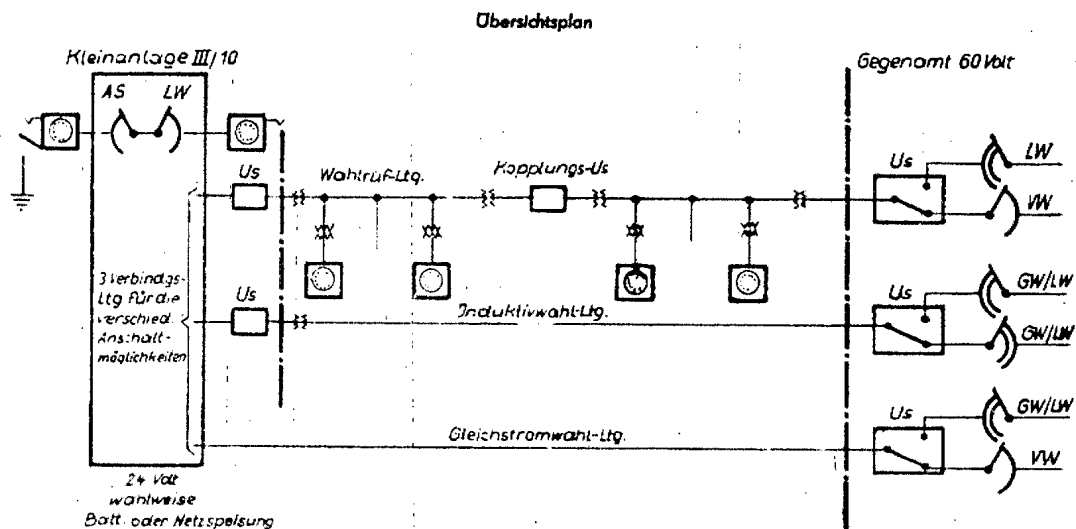 Übersichtsplan
Kleinanlage III/10
Gegenamt 60 Volt
AS LW
Us
Wahlruf-Ltg.
Kopplungs-Us
Us
LW
VW
3 Verbindgs-
Ltg für die
verschied.
Anschalt-
möglichkeiten
Us
Induktivwahl-Ltg.
Us
GW/LW
GW/LW
Gleichstromwahl-Ltg.
Us
GW/LW
VW
24 Volt
wahlweise
Batt. oder Netzspeisung